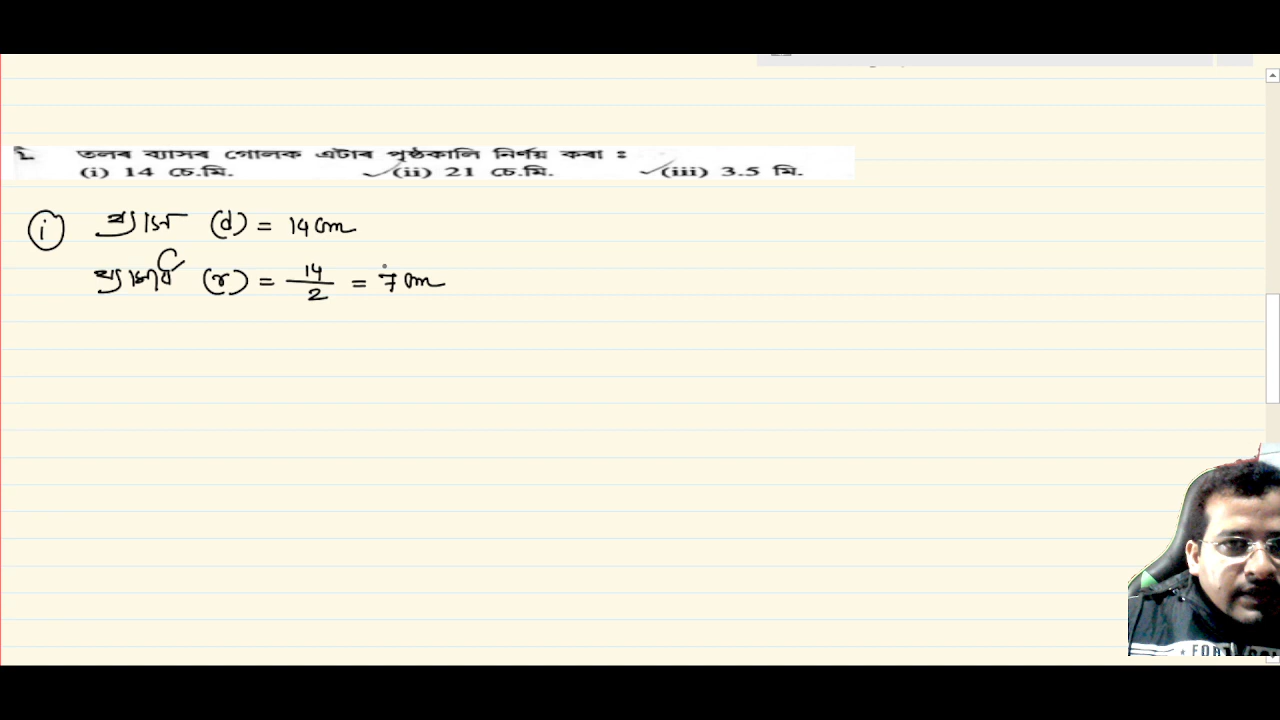 2. তলৰ ব্যাসৰ গোলক এটাৰ পৃষ্ঠকালি নিৰ্ণয় কৰা :
(i) 14 চে.মি. (ii) 21 চে.মি. (iii) 3.5 মি.
(i) ব্যাস (d) = 14 cm
ব্যাসাৰ্ধ (r) = 14/2 = 7 cm